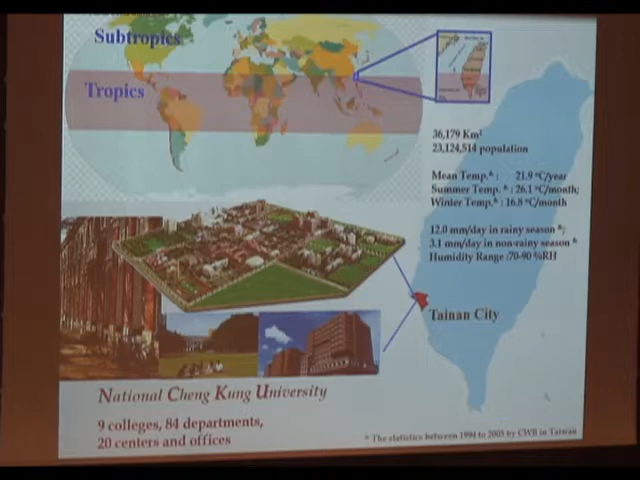 Subtropics
Tropics
36,179 Km²
23,124,514 population
Mean Temp.*: 21.9 °C/year
Summer Temp.*: 26.1 °C/month;
Winter Temp.*: 16.8 °C/month
12.0 mm/day in rainy season *;
3.1 mm/day in non-rainy season *
Humidity Range :70-90 %RH
Tainan City
National Cheng Kung University
9 colleges, 84 departments,
20 centers and offices
* The statistics between 1994 to 2005 by CWB in Taiwan